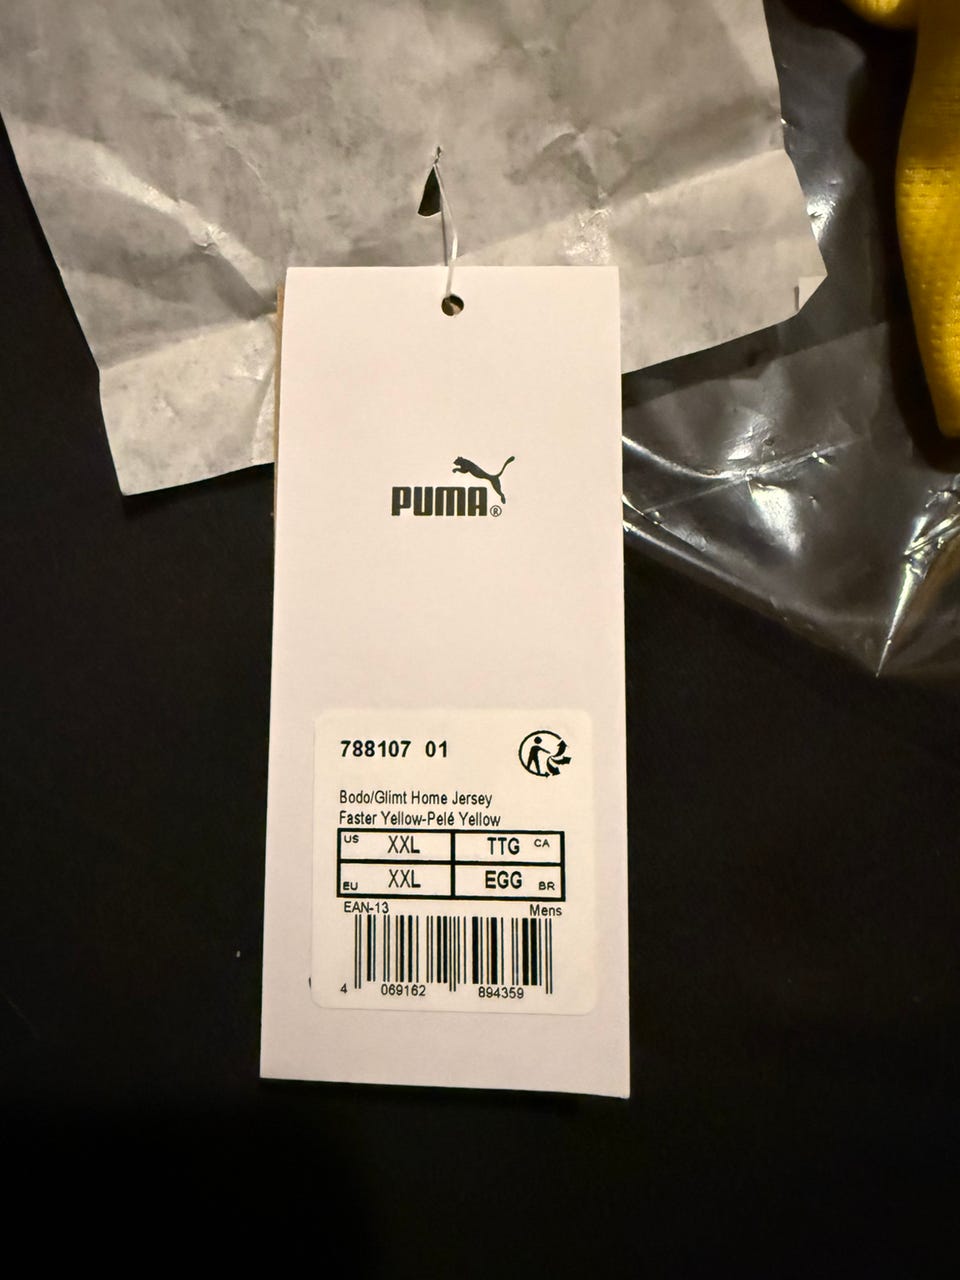 PUMA®
788107 01
Bodo/Glimt Home Jersey
Faster Yellow-Pelé Yellow
US XXL TTG CA
EU XXL EGG BR
EAN-13 Mens
4 069162 894359